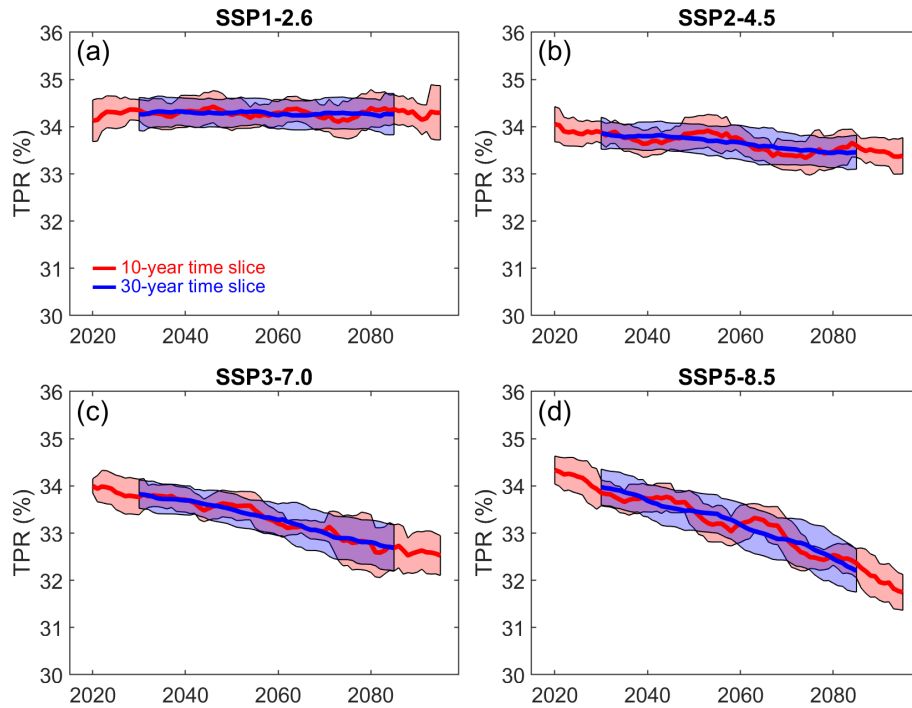 SSP1-2.6
(a)
TPR (%)
36
35
34
33
32
31
30
10-year time slice
30-year time slice
2020 2040 2060 2080
SSP2-4.5
(b)
TPR (%)
36
35
34
33
32
31
30
2020 2040 2060 2080
SSP3-7.0
(c)
TPR (%)
36
35
34
33
32
31
30
2020 2040 2060 2080
SSP5-8.5
(d)
TPR (%)
36
35
34
33
32
31
30
2020 2040 2060 2080